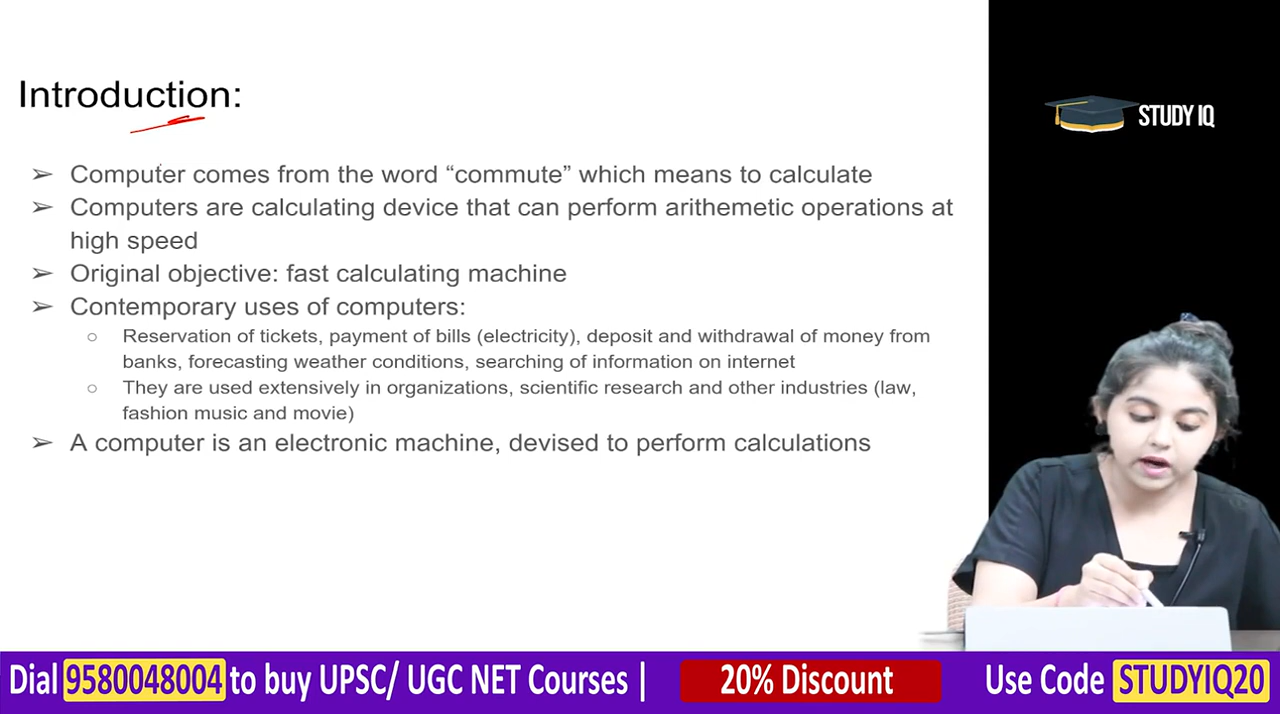 Introduction:
STUDY IQ
➢ Computer comes from the word “commute” which means to calculate
➢ Computers are calculating device that can perform arithemetic operations at
high speed
➢ Original objective: fast calculating machine
➢ Contemporary uses of computers:
○ Reservation of tickets, payment of bills (electricity), deposit and withdrawal of money from
banks, forecasting weather conditions, searching of information on internet
○ They are used extensively in organizations, scientific research and other industries (law,
fashion music and movie)
➢ A computer is an electronic machine, devised to perform calculations
Dial 9580048004 to buy UPSC/ UGC NET Courses | 20% Discount Use Code STUDYIQ20